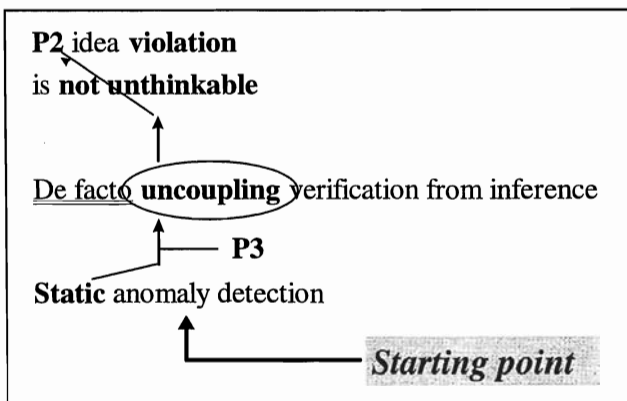 P2 idea violation
is not unthinkable
De facto uncoupling verification from inference
P3
Static anomaly detection
Starting point